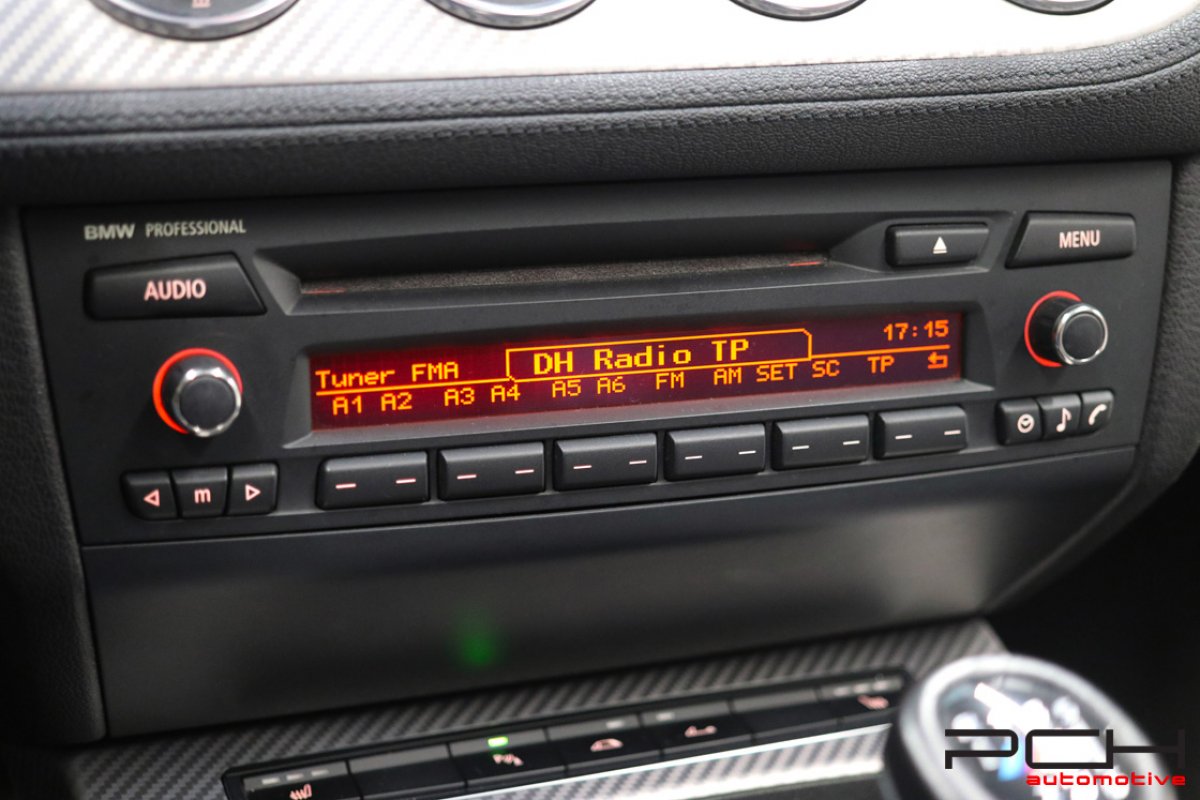 BMW PROFESSIONAL
MENU
AUDIO
17:15
Tuner FMA
DH Radio TP
A1 A2 A3 A4 A5 A6 FM AM SET SC TP
m
PCH
automotive